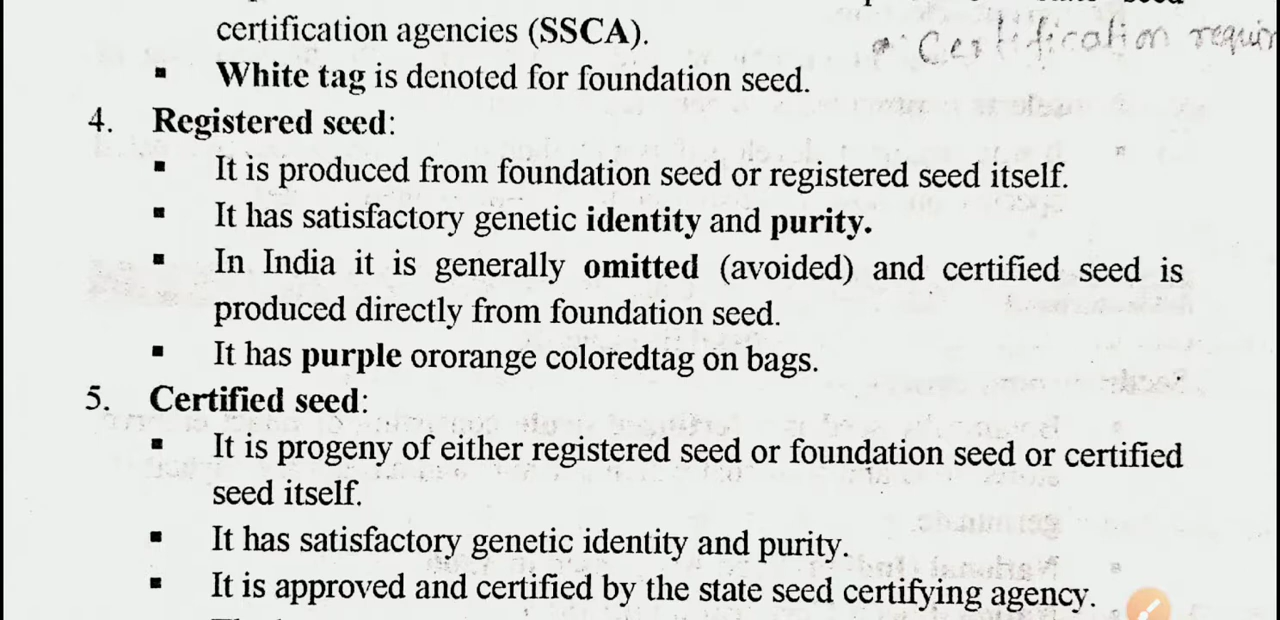 certification agencies (SSCA).
Certification requir
▪ White tag is denoted for foundation seed.
4. Registered seed:
▪ It is produced from foundation seed or registered seed itself.
▪ It has satisfactory genetic identity and purity.
▪ In India it is generally omitted (avoided) and certified seed is
produced directly from foundation seed.
▪ It has purple ororange coloredtag on bags.
5. Certified seed:
▪ It is progeny of either registered seed or foundation seed or certified
seed itself.
▪ It has satisfactory genetic identity and purity.
▪ It is approved and certified by the state seed certifying agency.